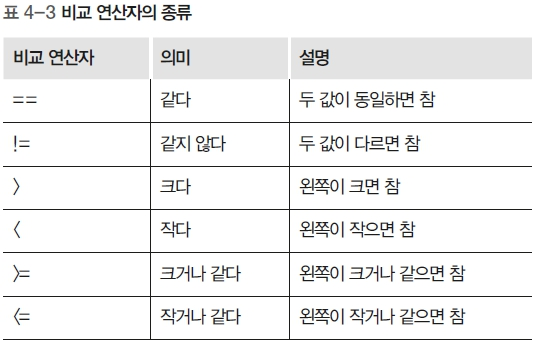 표 4-3 비교 연산자의 종류
비교 연산자 의미 설명
== 같다 두 값이 동일하면 참
!= 같지 않다 두 값이 다르면 참
> 크다 왼쪽이 크면 참
< 작다 왼쪽이 작으면 참
>= 크거나 같다 왼쪽이 크거나 같으면 참
<= 작거나 같다 왼쪽이 작거나 같으면 참